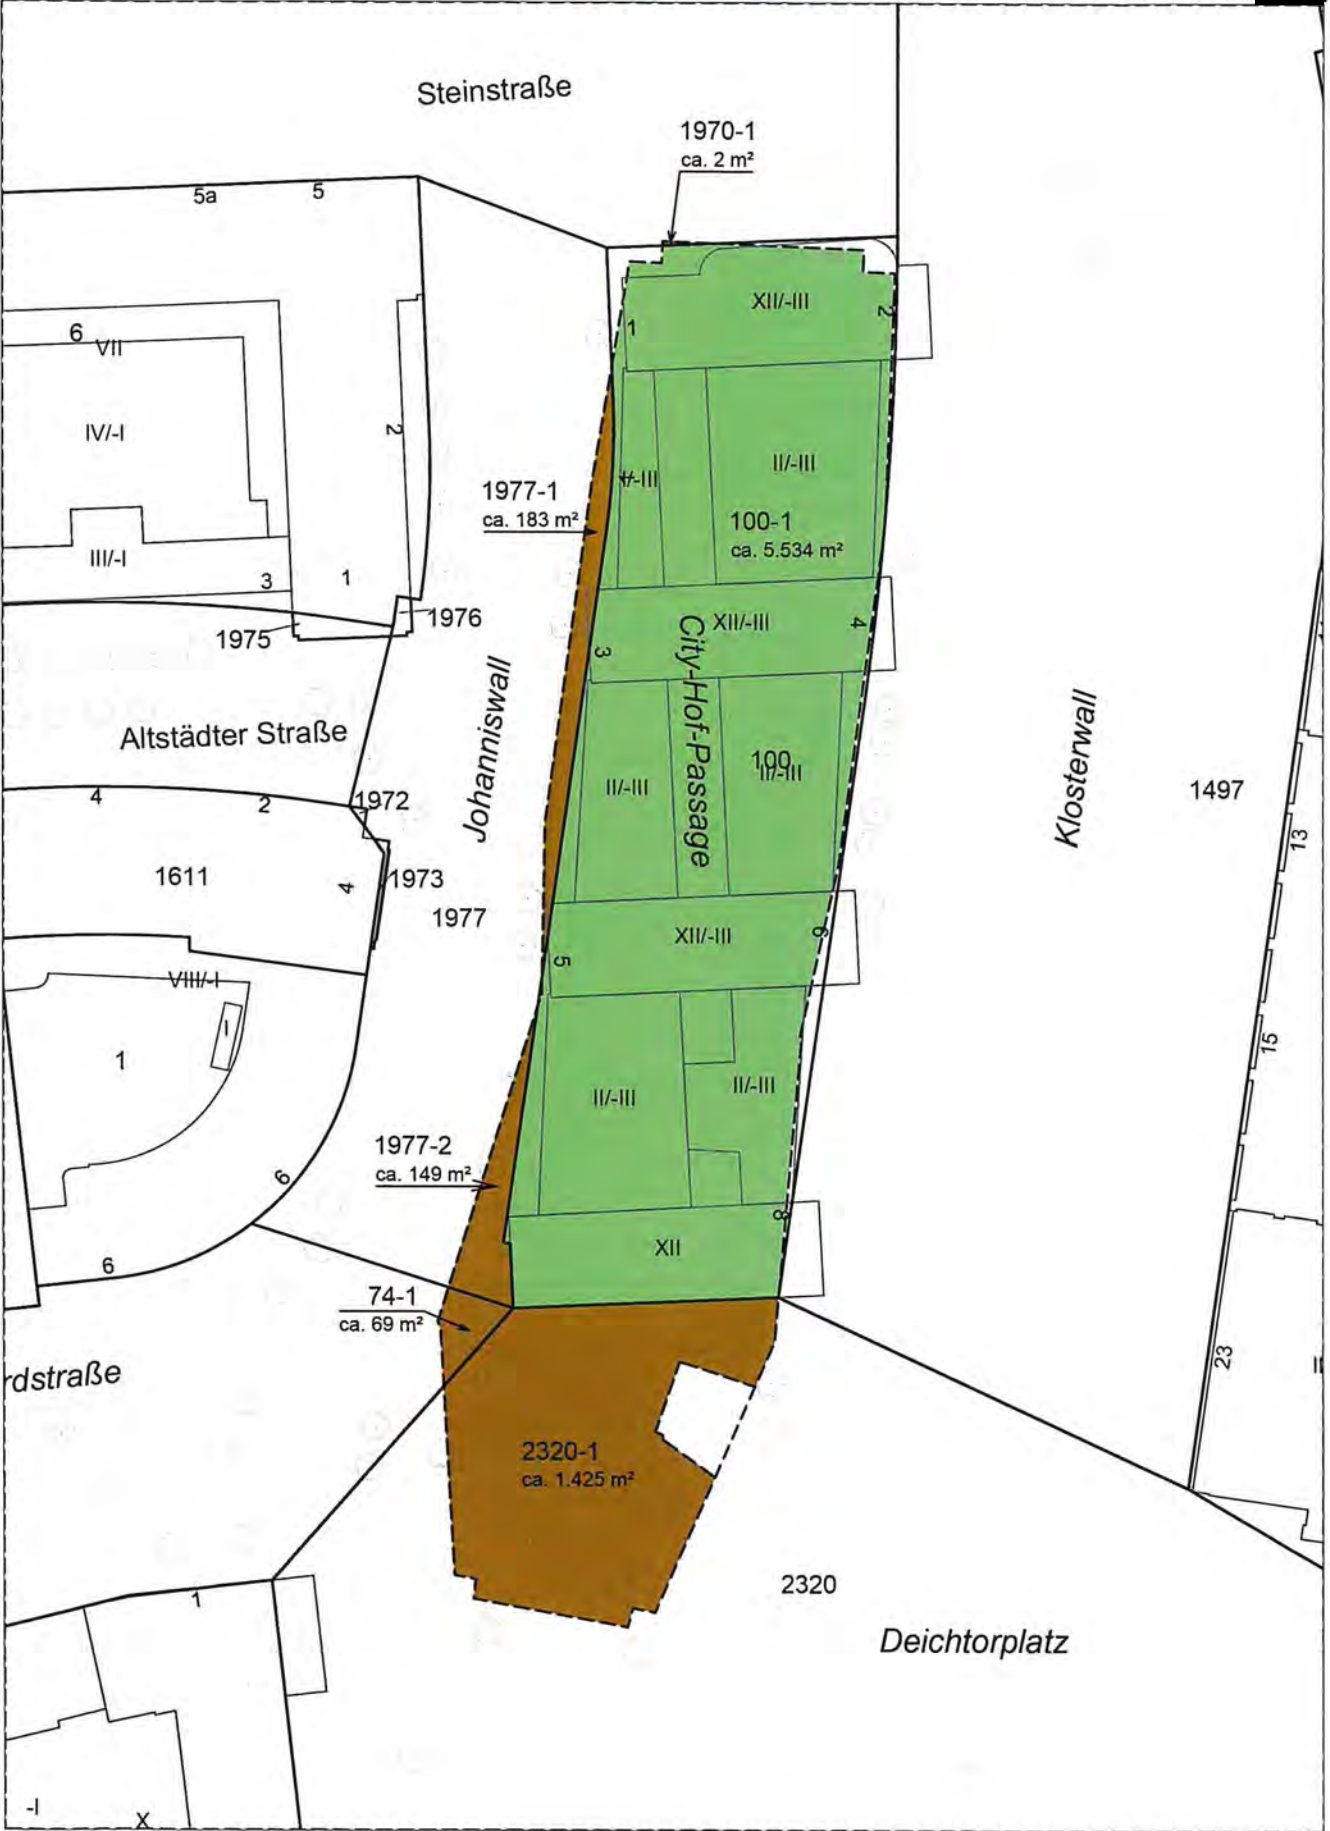 Steinstraße
1970-1
ca. 2 m²
5a
5
XII/-III
1
2
6
VII
IV/-I
2
II/-III
1977-1
ca. 183 m²
100-1
ca. 5.534 m²
III/-I
3
1
1976
1975
XII/-III
4
3
City-Hof-Passage
Johanniswall
Klosterwall
Altstädter Straße
100
II/-III
II/-III
1497
4
2
1972
13
1611
4
1973
1977
XII/-III
6
5
VIII/-I
I
1
15
II/-III
II/-III
1977-2
ca. 149 m²
6
8
XII
6
74-1
ca. 69 m²
23
rdstraße
2320-1
ca. 1.425 m²
2320
1
Deichtorplatz
-I
X